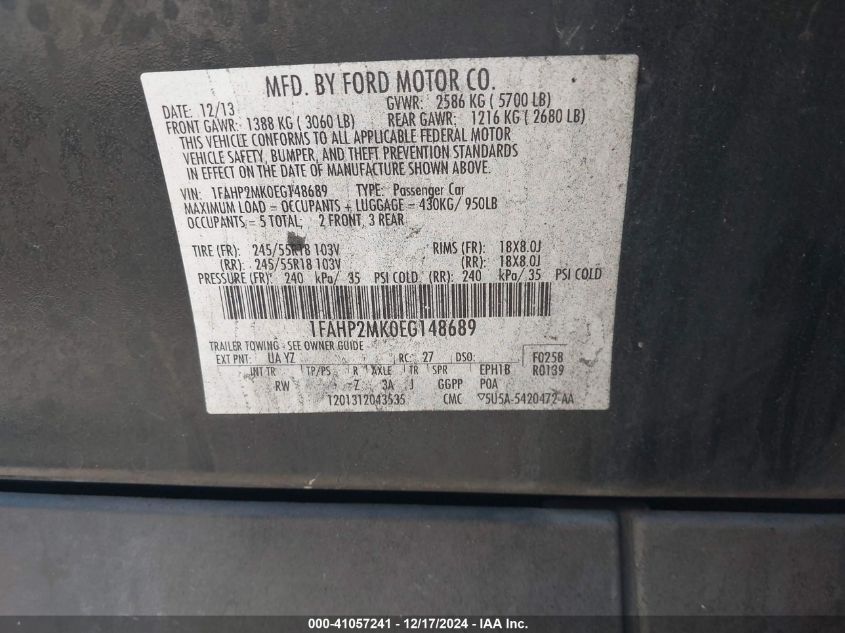 MFD. BY FORD MOTOR CO.
DATE: 12/13 GVWR: 2586 KG ( 5700 LB)
FRONT GAWR: 1388 KG ( 3060 LB) REAR GAWR: 1216 KG ( 2680 LB)
THIS VEHICLE CONFORMS TO ALL APPLICABLE FEDERAL MOTOR
VEHICLE SAFETY, BUMPER, AND THEFT PREVENTION STANDARDS
IN EFFECT ON THE DATE OF MANUFACTURE SHOWN ABOVE.
VIN: 1FAHP2MK0EG148689 TYPE: Passenger Car
MAXIMUM LOAD = OCCUPANTS + LUGGAGE = 430KG/ 950LB
OCCUPANTS = 5 TOTAL; 2 FRONT, 3 REAR
TIRE (FR): 245/55R18 103V RIMS (FR): 18X8.0J
(RR): 245/55R18 103V (RR): 18X8.0J
PRESSURE (FR): 240 kPa/ 35 PSI COLD (RR): 240 kPa/ 35 PSI COLD
1FAHP2MK0EG148689
TRAILER TOWING - SEE OWNER GUIDE
EXT PNT: UA YZ RC: 27 DSO: F0258
INT TR TP/PS R AXLE TR SPR EPH1B R0139
RW Z 3A J GGPP POA
1201312043535 CMC 5U5A-5420472-AA
000-41057241 - 12/17/2024 - IAA Inc.